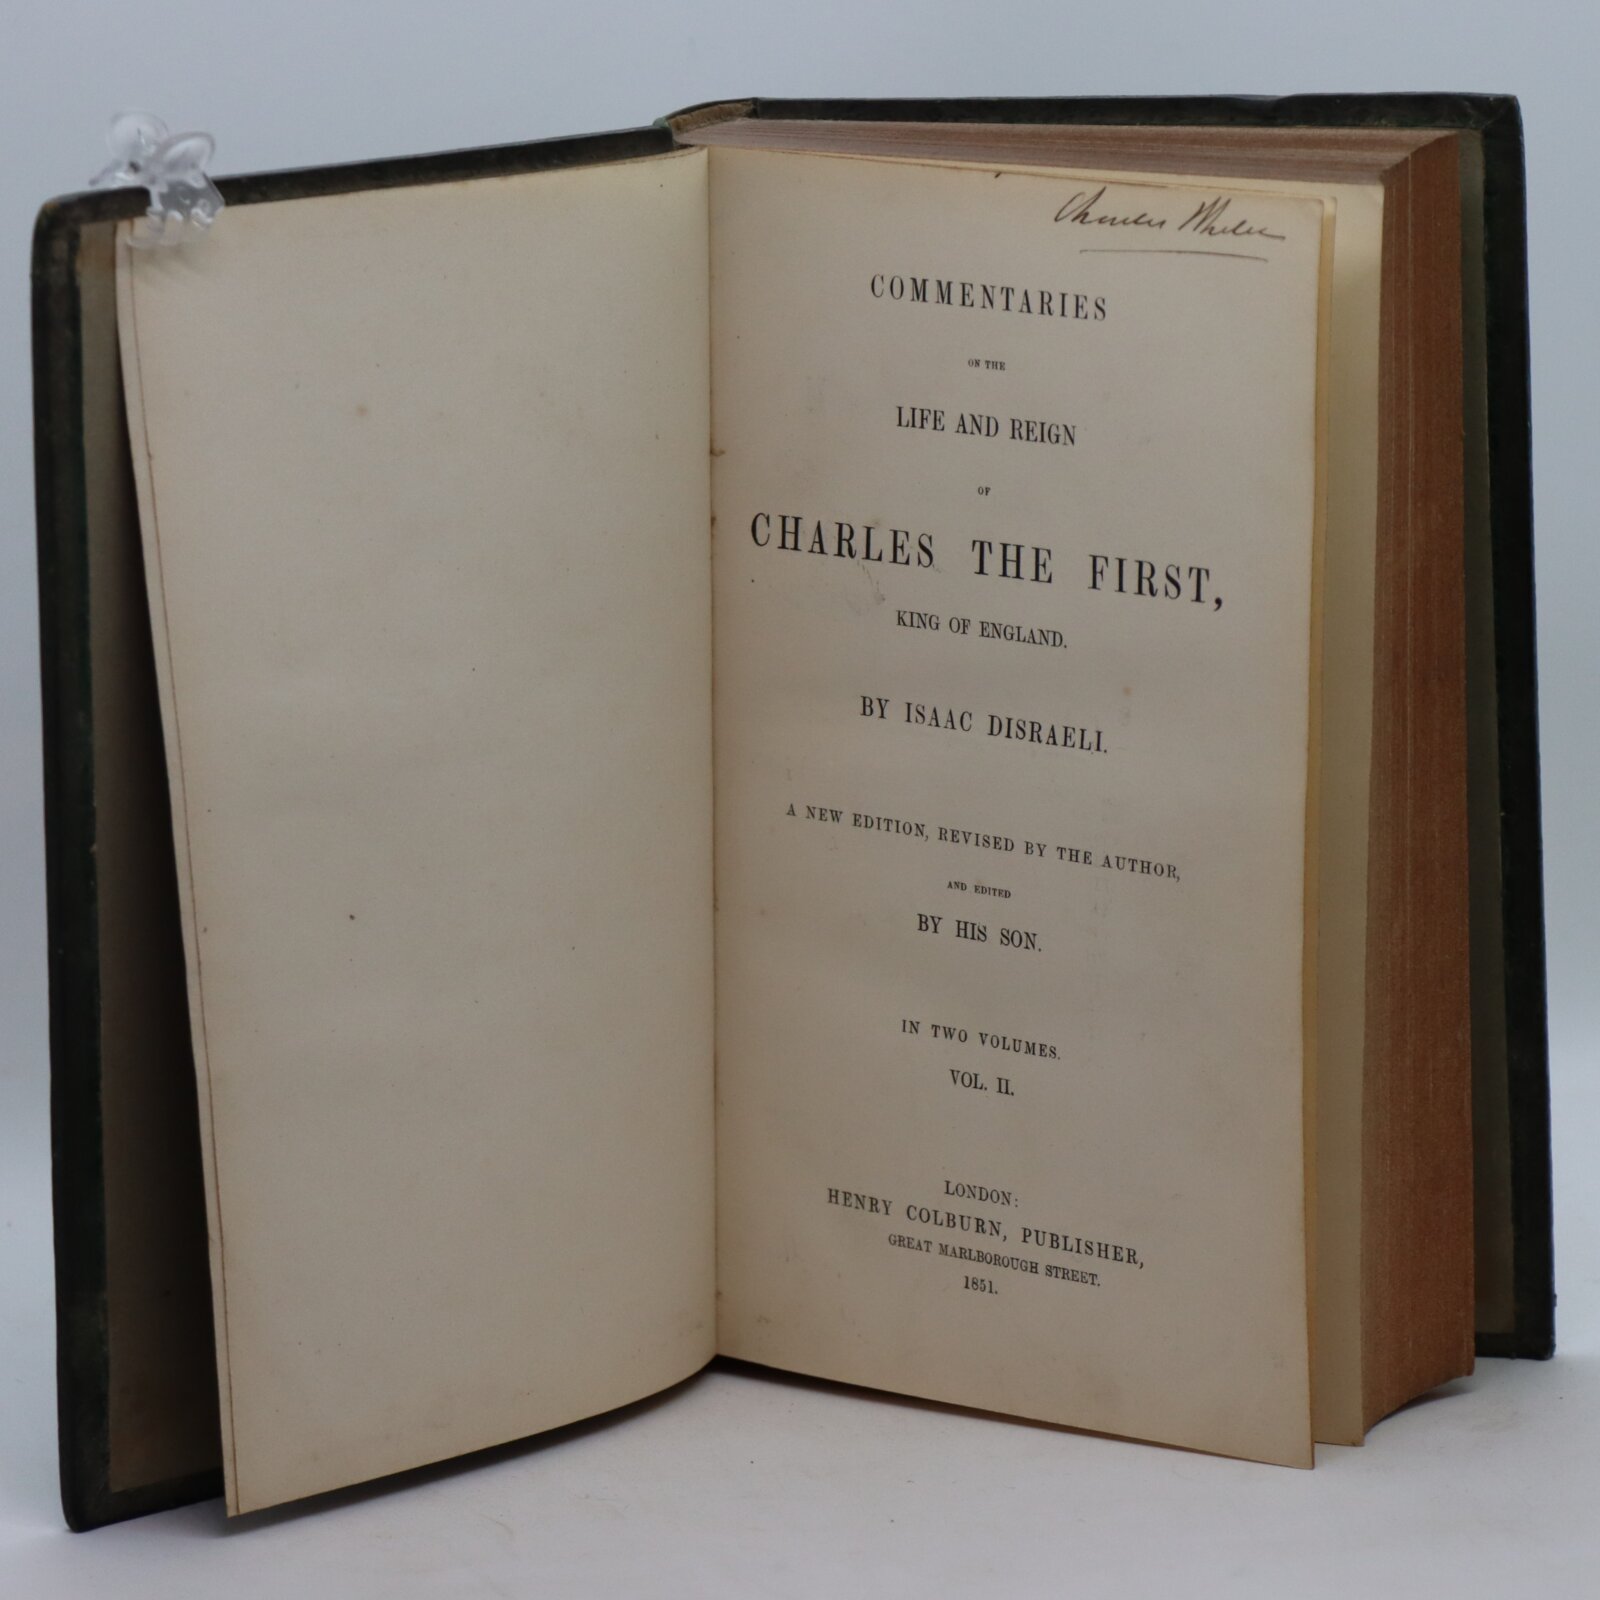 Charles
COMMENTARIES
ON THE
LIFE AND REIGN
OF
CHARLES THE FIRST,
KING OF ENGLAND.
BY ISAAC DISRAELI.
A NEW EDITION, REVISED BY THE AUTHOR,
AND EDITED
BY HIS SON.
IN TWO VOLUMES.
VOL. II.
LONDON:
HENRY COLBURN, PUBLISHER,
GREAT MARLBOROUGH STREET.
1851.